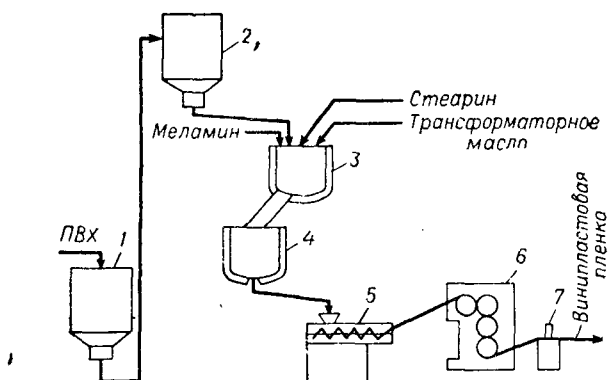 2
Стеарин
Меламин
Трансформаторное
масло
3
ПВХ
1
4
5
6
7
Винипластовая
пленка